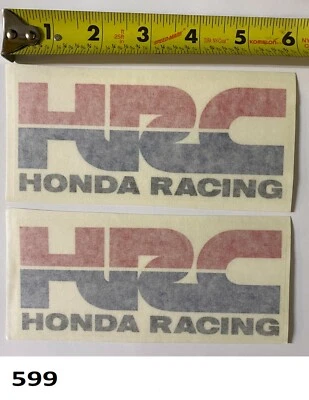 1 2 3 4 5 6
HRC
HONDA RACING
HRC
HONDA RACING
599